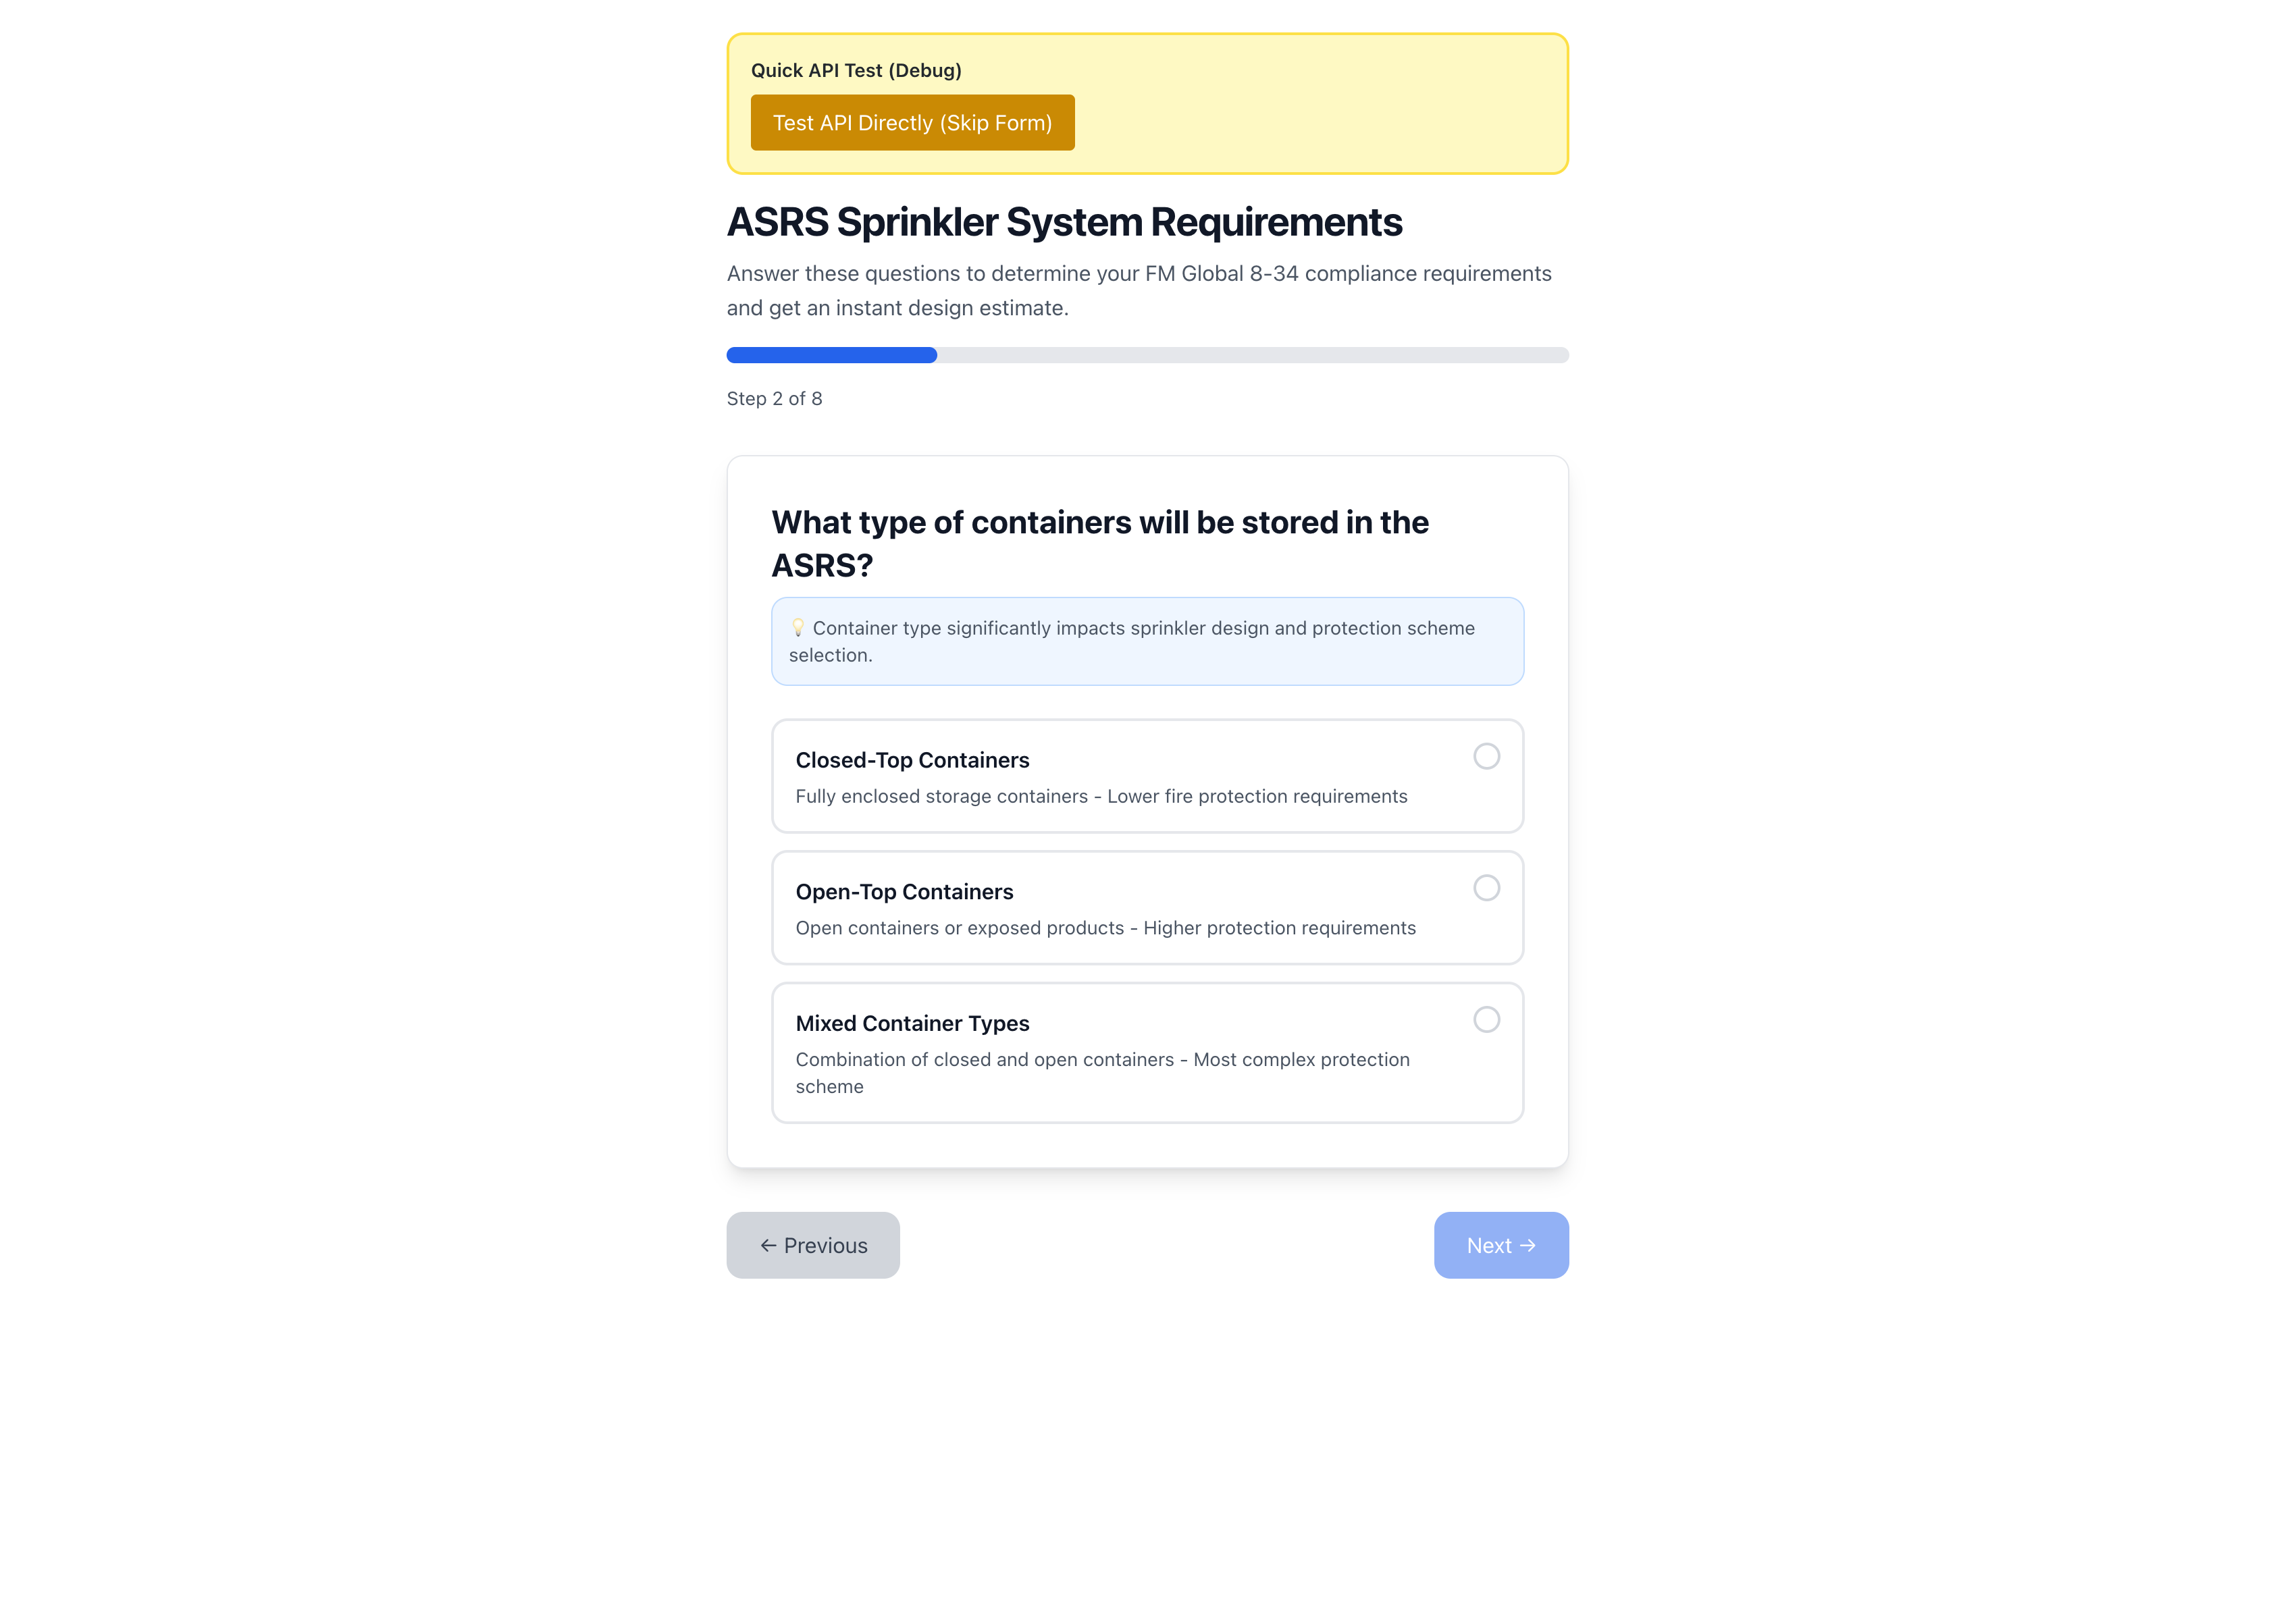 Quick API Test (Debug)
Test API Directly (Skip Form)
ASRS Sprinkler System Requirements
Answer these questions to determine your FM Global 8-34 compliance requirements
and get an instant design estimate.
Step 2 of 8
What type of containers will be stored in the
ASRS?
💡 Container type significantly impacts sprinkler design and protection scheme
selection.
Closed-Top Containers
Fully enclosed storage containers - Lower fire protection requirements
Open-Top Containers
Open containers or exposed products - Higher protection requirements
Mixed Container Types
Combination of closed and open containers - Most complex protection
scheme
← Previous
Next →